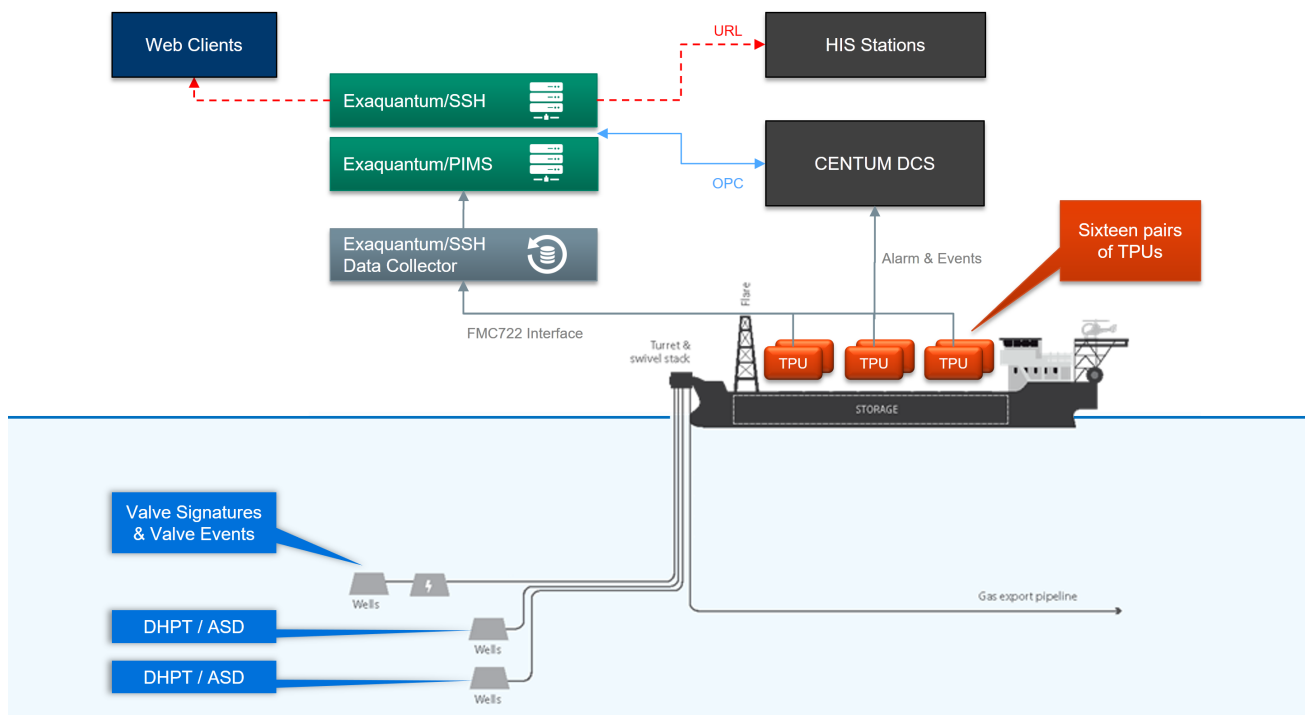 Web Clients
URL
HIS Stations
Exaquantum/SSH
Exaquantum/PIMS
OPC
CENTUM DCS
Exaquantum/SSH
Data Collector
Sixteen pairs
of TPUs
Alarm & Events
FMC722 Interface
Flare
Turret &
swivel stack
TPU
TPU
TPU
STORAGE
Valve Signatures
& Valve Events
Wells
Gas export pipeline
DHPT / ASD
Wells
DHPT / ASD
Wells